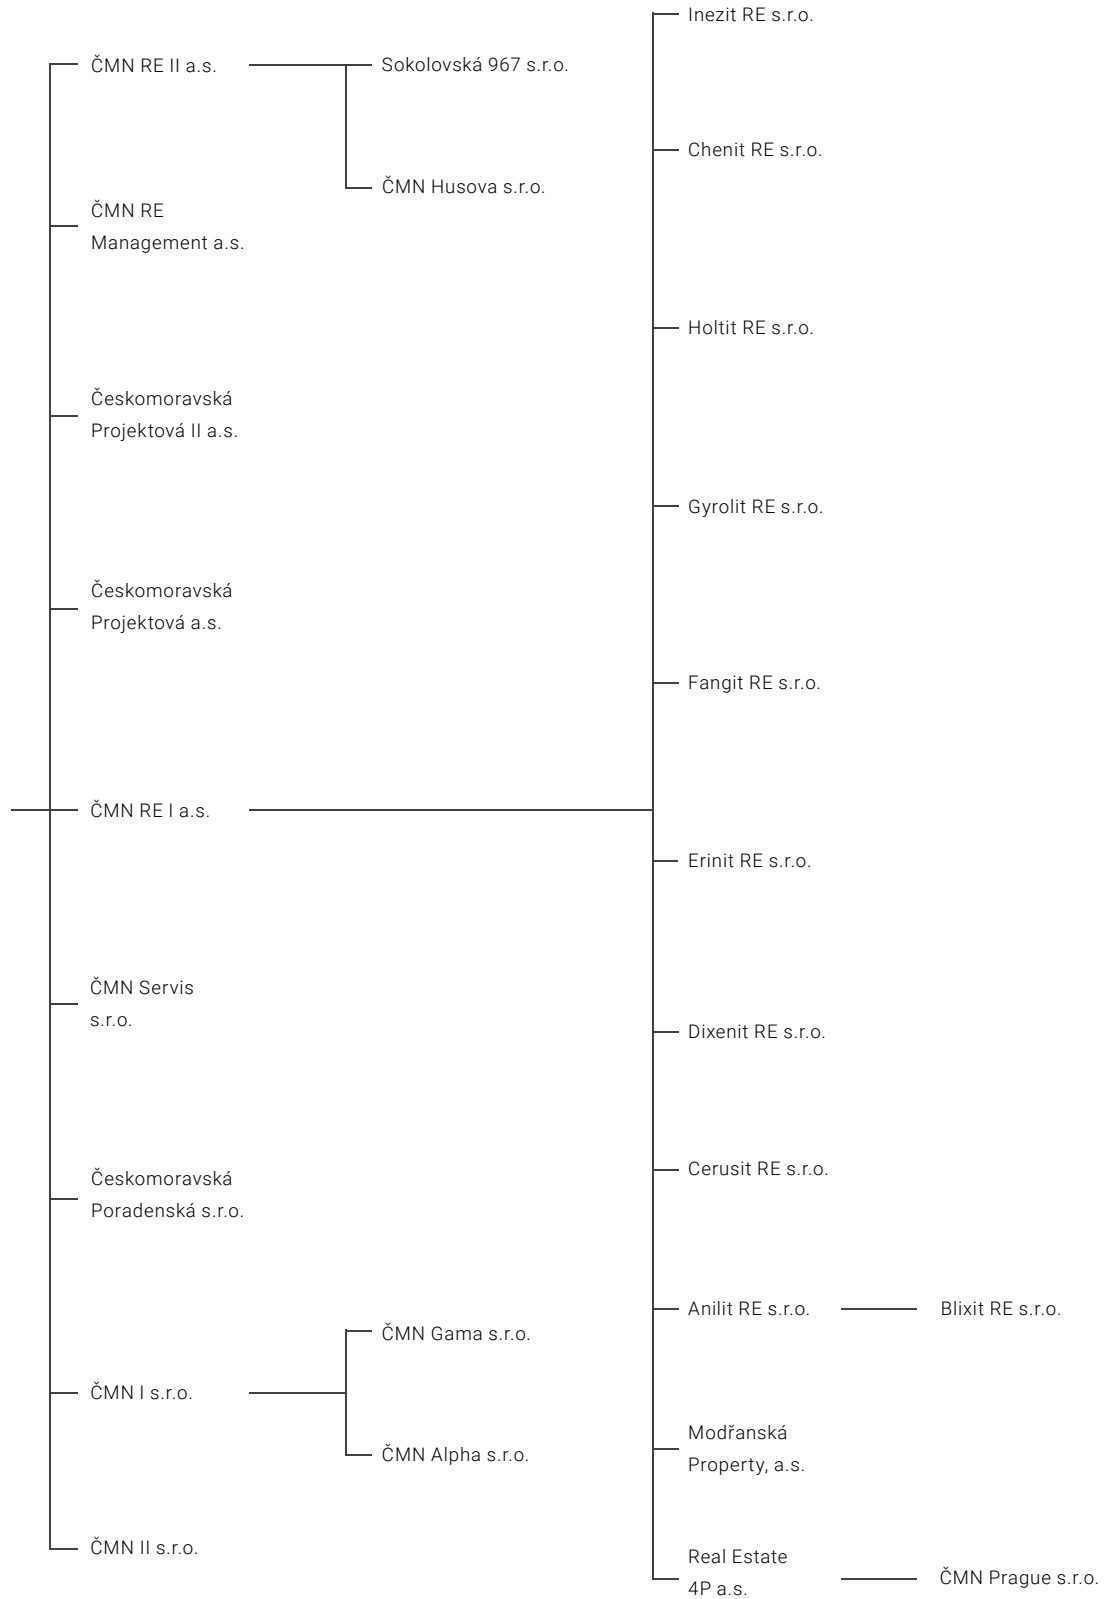 ČMN RE II a.s.
ČMN RE
Management a.s.
Českomoravská
Projektová II a.s.
Českomoravská
Projektová a.s.
ČMN RE I a.s.
ČMN Servis
s.r.o.
Českomoravská
Poradenská s.r.o.
ČMN I s.r.o.
ČMN II s.r.o.
Sokolovská 967 s.r.o.
ČMN Husova s.r.o.
ČMN Gama s.r.o.
ČMN Alpha s.r.o.
Inezit RE s.r.o.
Chenit RE s.r.o.
Holtit RE s.r.o.
Gyrolit RE s.r.o.
Fangit RE s.r.o.
Erinit RE s.r.o.
Dixenit RE s.r.o.
Cerusit RE s.r.o.
Anilit RE s.r.o.
Modřanská
Property, a.s.
Real Estate
4P a.s.
Blixit RE s.r.o.
ČMN Prague s.r.o.